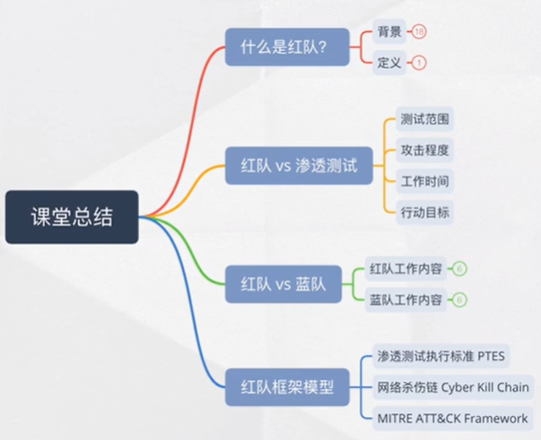 课堂总结
什么是红队?
背景 18
定义 1
红队 vs 渗透测试
测试范围
攻击程度
工作时间
行动目标
红队 vs 蓝队
红队工作内容 6
蓝队工作内容 6
红队框架模型
渗透测试执行标准 PTES
网络杀伤链 Cyber Kill Chain
MITRE ATT&CK Framework